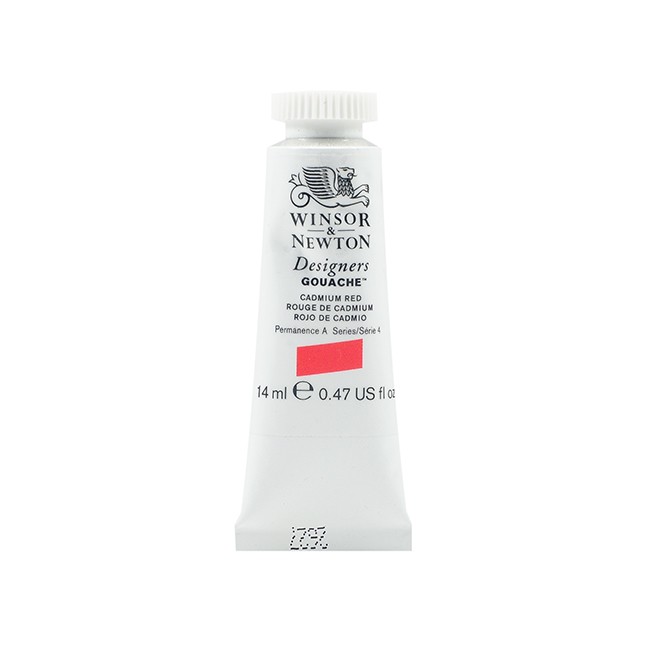 WINSOR
&
NEWTON
Designers
GOUACHE™
CADMIUM RED
ROUGE DE CADMIUM
ROJO DE CADMIO
Permanence A Series/Série 4
14 ml ℮ 0.47 US fl oz